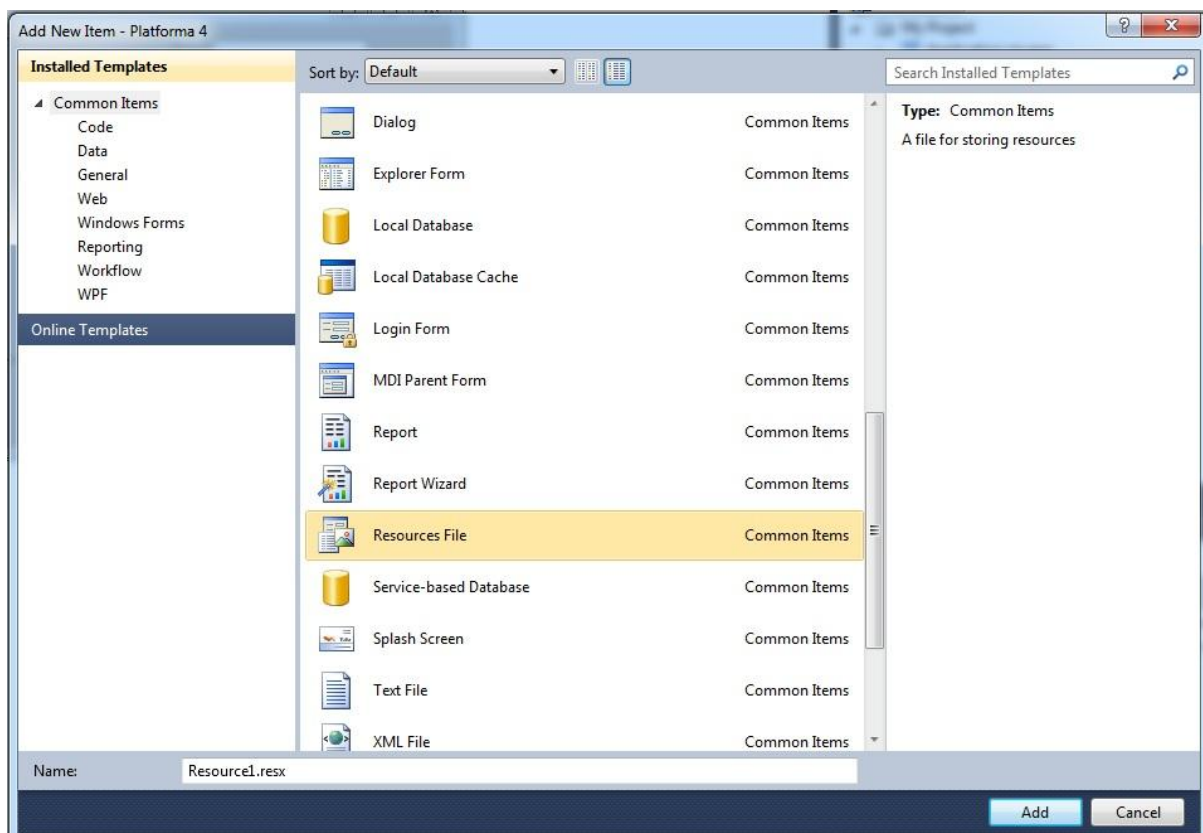 Add New Item - Platforma 4
Installed Templates
Sort by: Default
Search Installed Templates
Common Items
Code
Data
General
Web
Windows Forms
Reporting
Workflow
WPF
Online Templates
Dialog Common Items
Explorer Form Common Items
Local Database Common Items
Local Database Cache Common Items
Login Form Common Items
MDI Parent Form Common Items
Report Common Items
Report Wizard Common Items
Resources File Common Items
Service-based Database Common Items
Splash Screen Common Items
Text File Common Items
XML File Common Items
Type: Common Items
A file for storing resources
Name: Resource1.resx
Add Cancel